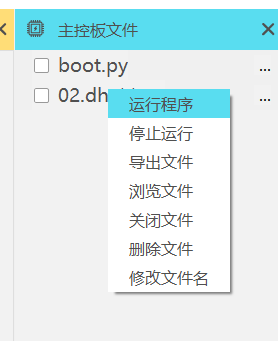 主控板文件
boot.py
...
02.dh
...
运行程序
停止运行
导出文件
浏览文件
关闭文件
删除文件
修改文件名